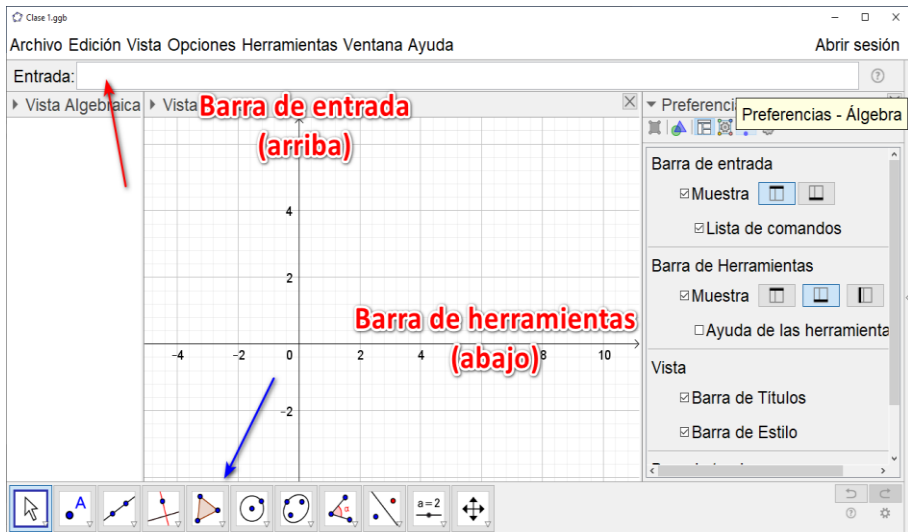 Clase 1.ggb
Archivo Edición Vista Opciones Herramientas Ventana Ayuda
Abrir sesión
Entrada:
Vista Algebraica
Vista
Barra de entrada
(arriba)
Preferenci
Preferencias - Álgebra
Barra de entrada
Muestra
Lista de comandos
Barra de Herramientas
Muestra
Ayuda de las herramienta
Vista
Barra de Títulos
Barra de Estilo
4
2
Barra de herramientas
(abajo)
-4 -2 0 2 4 8 10
-2
A
α
a=2